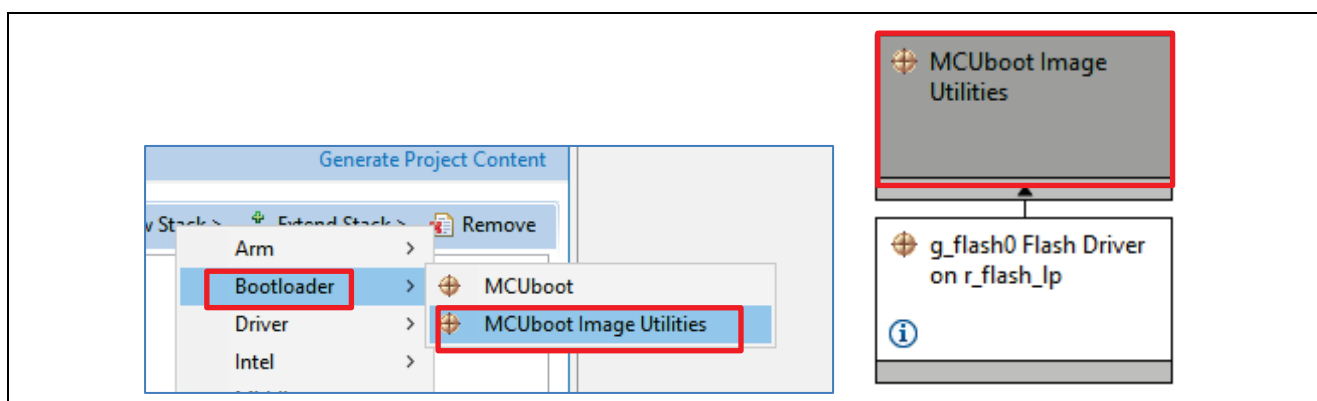 MCUboot Image
Utilities
Generate Project Content
Stack > Extend Stack > Remove
Arm >
Bootloader >
MCUboot
Driver >
MCUboot Image Utilities
Intel >
g_flash0 Flash Driver
on r_flash_lp